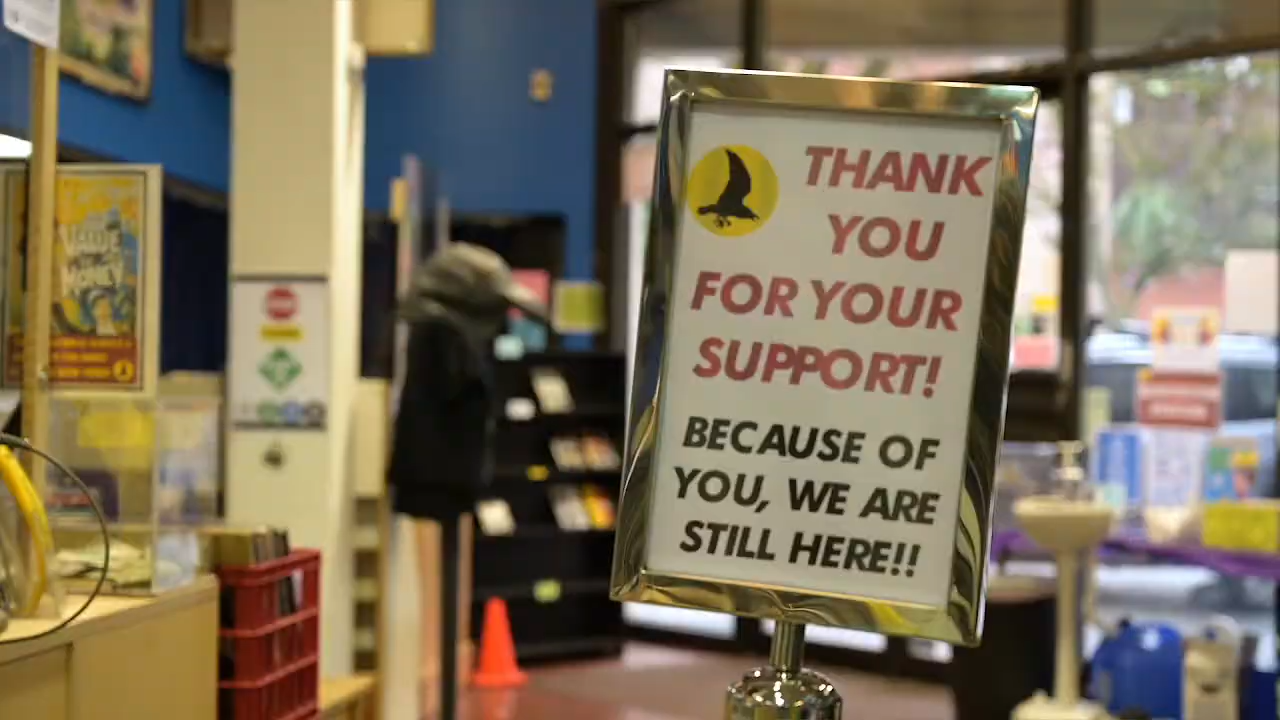 THANK
YOU
FOR YOUR
SUPPORT!
BECAUSE OF
YOU, WE ARE
STILL HERE!!